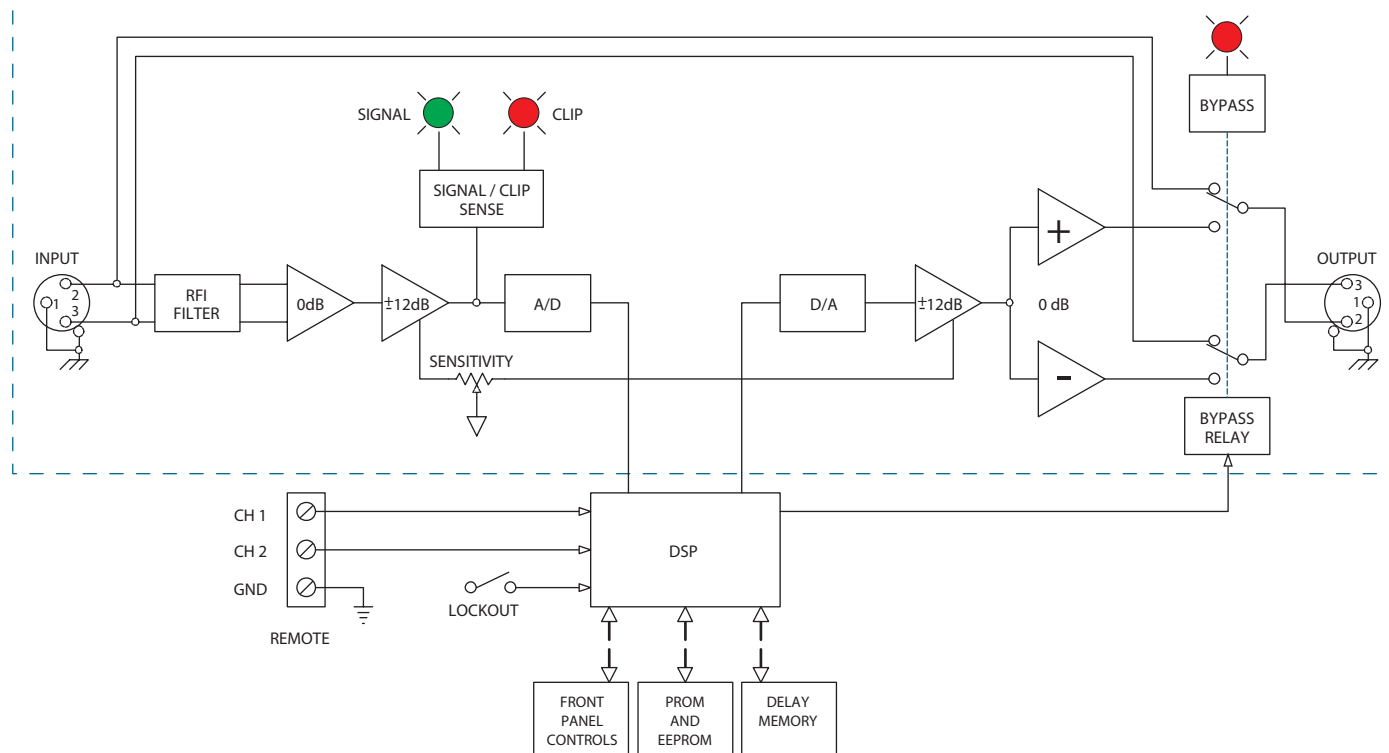 BYPASS
SIGNAL
CLIP
SIGNAL / CLIP
SENSE
INPUT
2
1
3
RFI
FILTER
0dB
±12dB
A/D
SENSITIVITY
D/A
±12dB
+
0 dB
-
OUTPUT
3
1
2
BYPASS
RELAY
CH 1
CH 2
GND
REMOTE
LOCKOUT
DSP
FRONT
PANEL
CONTROLS
PROM
AND
EEPROM
DELAY
MEMORY